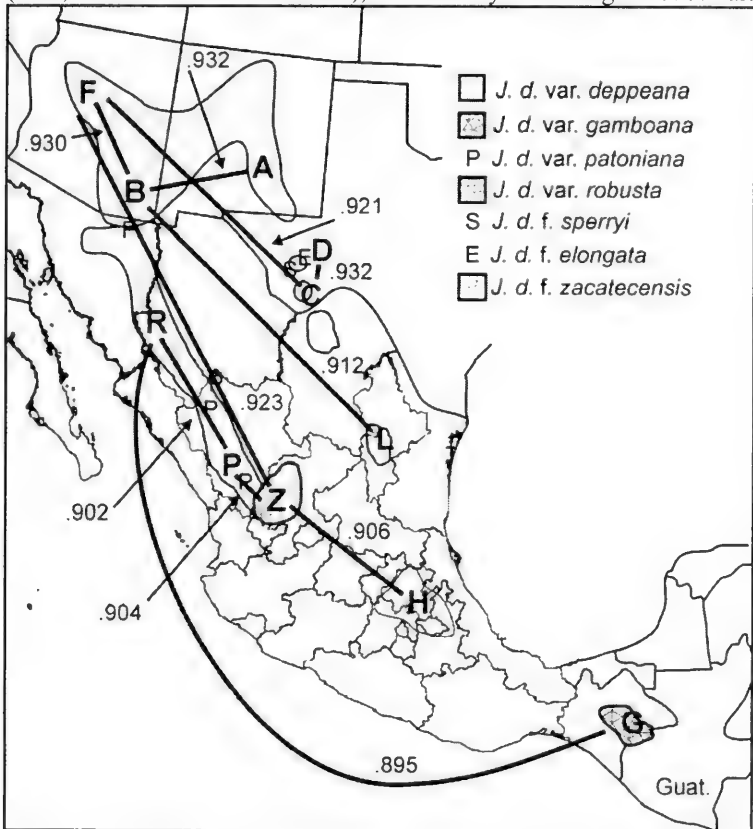 .932
F
J. d. var. deppeana
J. d. var. gamboana
.930
A
P J. d. var. patoniana
B
J. d. var. robusta
.921
S J. d. f. sperryi
E D
E J. d. f. elongata
.932
J. d. f. zacatecensis
P
R
.912
.923
P
L
P
P
Z
.902
.906
.904
H
G
.895
Guat.